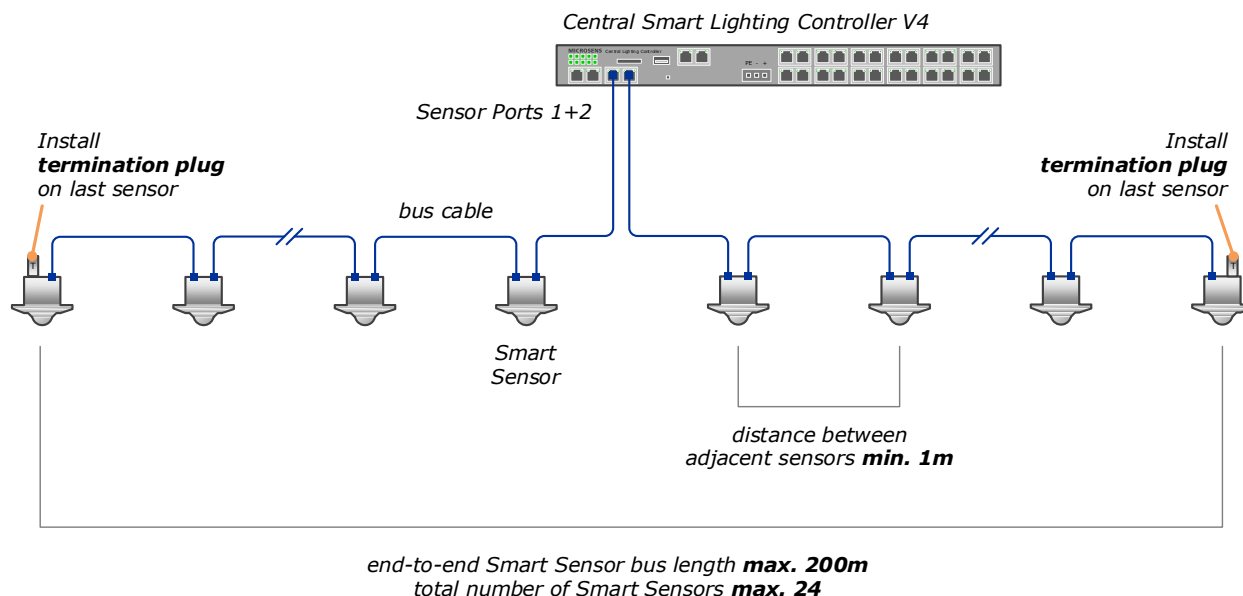 Central Smart Lighting Controller V4
MICROSENS Central Lighting Controller
PE - +
Sensor Ports 1+2
Install
termination plug
on last sensor
Install
termination plug
on last sensor
bus cable
T
T
Smart
Sensor
distance between
adjacent sensors min. 1m
end-to-end Smart Sensor bus length max. 200m
total number of Smart Sensors max. 24